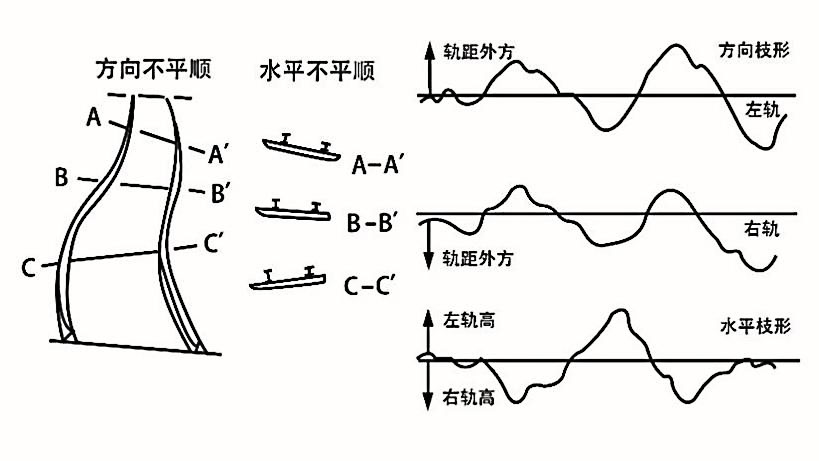 方向不平顺
水平不平顺
A
A′
B
B′
C
C′
A-A′
B-B′
C-C′
轨距外方
方向枝形
左轨
右轨
轨距外方
左轨高
水平枝形
右轨高